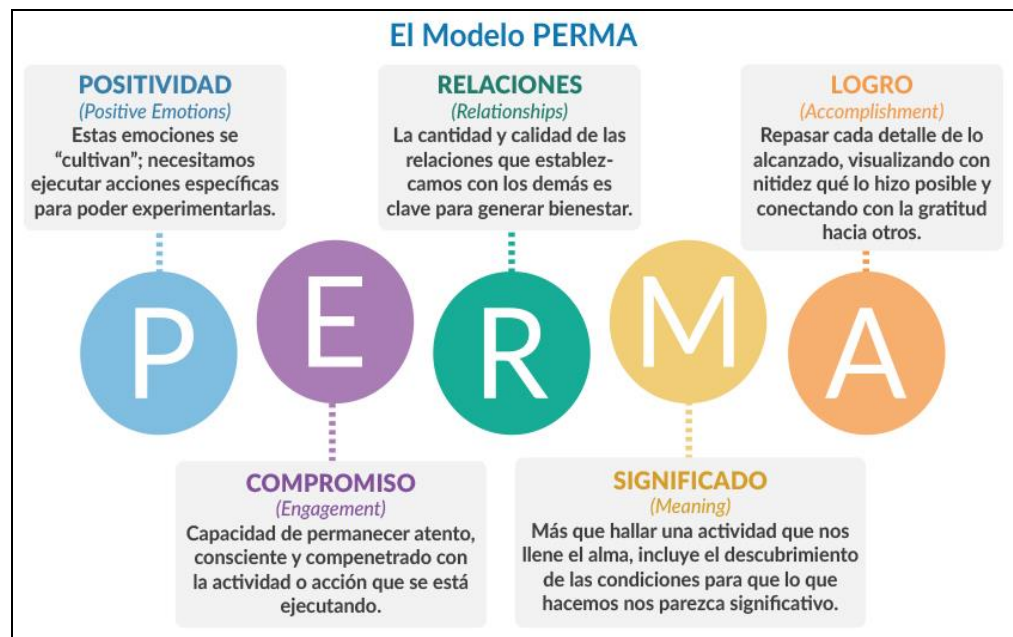 El Modelo PERMA
POSITIVIDAD
(Positive Emotions)
Estas emociones se
“cultivan”; necesitamos
ejecutar acciones específicas
para poder experimentarlas.
RELACIONES
(Relationships)
La cantidad y calidad de las
relaciones que establez-
camos con los demás es
clave para generar bienestar.
LOGRO
(Accomplishment)
Repasar cada detalle de lo
alcanzado, visualizando con
nitidez qué lo hizo posible y
conectando con la gratitud
hacia otros.
P E R M A
COMPROMISO
(Engagement)
Capacidad de permanecer atento,
consciente y compenetrado con
la actividad o acción que se está
ejecutando.
SIGNIFICADO
(Meaning)
Más que hallar una actividad que nos
llene el alma, incluye el descubrimiento
de las condiciones para que lo que
hacemos nos parezca significativo.